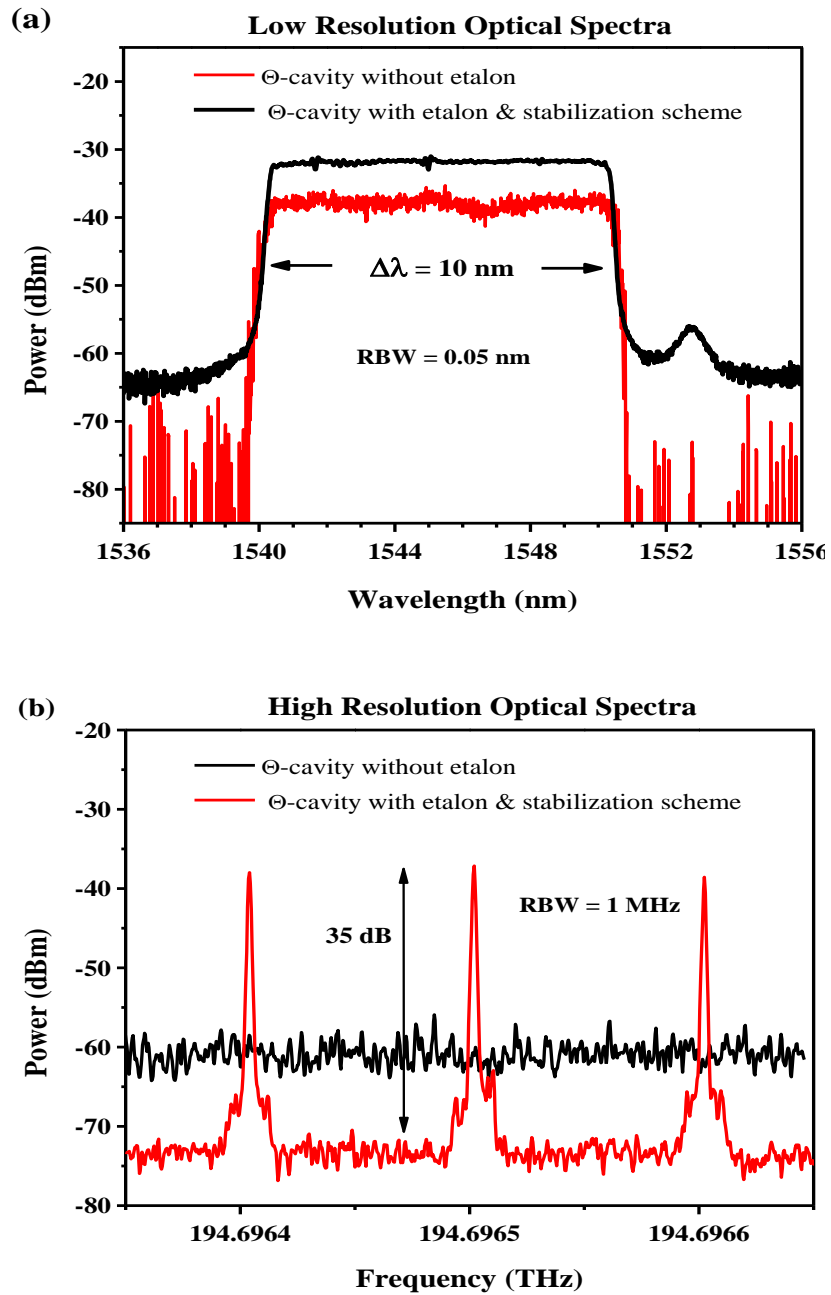 (a)
Low Resolution Optical Spectra
Θ-cavity without etalon
Θ-cavity with etalon & stabilization scheme
-20
-30
-40
-50
-60
-70
-80
Power (dBm)
Δλ = 10 nm
RBW = 0.05 nm
1536 1540 1544 1548 1552 1556
Wavelength (nm)
(b)
High Resolution Optical Spectra
Θ-cavity without etalon
Θ-cavity with etalon & stabilization scheme
-20
-30
-40
-50
-60
-70
-80
Power (dBm)
RBW = 1 MHz
35 dB
194.6964 194.6965 194.6966
Frequency (THz)